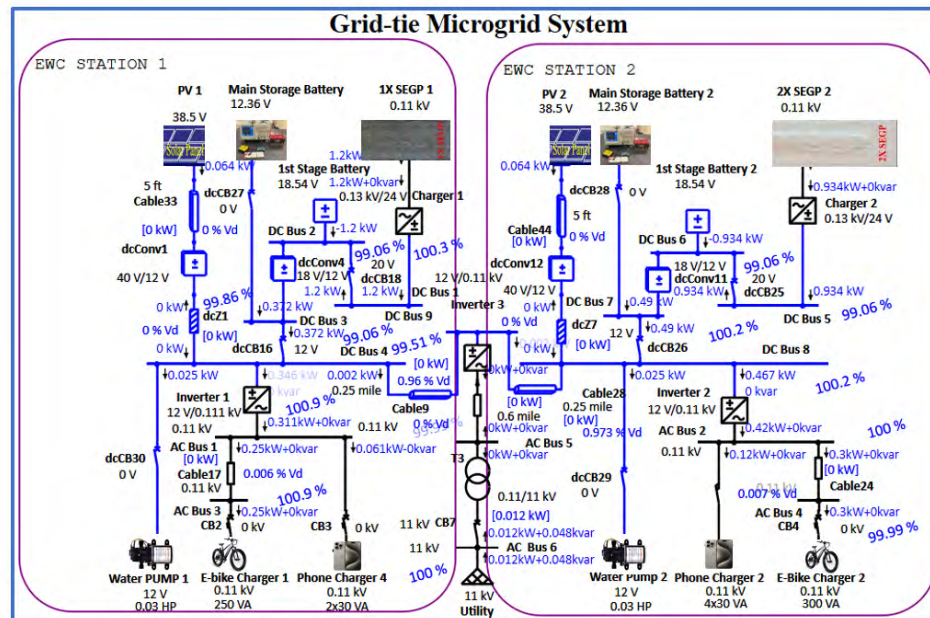 Grid-tie Microgrid System
EWC STATION 1
PV 1
38.5 V
Main Storage Battery
12.36 V
1X SEGP 1
0.11 kV
0.064 kW
dcCB27
0 V
1st Stage Battery
18.54 V
1.2kW
1.2kW+0kvar
0.13 kV/24 V
Charger 1
5 ft
Cable33
[0 kW]
0 % Vd
DC Bus 2
-1.2 kW
99.06 %
100.3 %
dcConv1
40 V/12 V
dcConv4
18 V/12 V
20 V
dcCB18
1.2 kW
1.2 kW
DC Bus 1
DC Bus 9
0 kW
99.86 %
dcZ1
0 % Vd
[0 kW]
0 kW
0.372 kW
DC Bus 3
0.372 kW
99.06 %
dcCB16
12 V
DC Bus 4
99.51 %
[0 kW]
0.025 kW
0.346 kW
0 kvar
0.002 kW
0.25 mile
0.96 % Vd
Cable9
0 % Vd
Inverter 1
12 V/0.111 kV
0.11 kV
100.9 %
0.311kW+0kvar
0.11 kV
AC Bus 1
[0 kW]
0.25kW+0kvar
0.061kW-0kvar
Cable17
0.11 kV
0.006 % Vd
100.9 %
dcCB30
0 V
AC Bus 3
CB2
0.25kW+0kvar
0 kV
CB3
0 kV
Water PUMP 1
12 V
0.03 HP
E-bike Charger 1
0.11 kV
250 VA
Phone Charger 4
0.11 kV
2x30 VA
12 V/0.11 kV
Inverter 3
0kW+0kvar
0kW+0kvar
AC Bus 5
0kW+0kvar
T3
0.11/11 kV
[0.012 kW]
11 kV
CB7
0.012kW+0.048kvar
11 kV
AC Bus 6
0.012kW+0.048kvar
100 %
11 kV
Utility
EWC STATION 2
PV 2
38.5 V
Main Storage Battery 2
12.36 V
2X SEGP 2
0.11 kV
2X SEGP
0.064 kW
dcCB28
0 V
1st Stage Battery 2
18.54 V
0.934kW+0kvar
Charger 2
0.13 kV/24 V
5 ft
Cable44
[0 kW]
0 % Vd
DC Bus 6
-0.934 kW
99.06 %
dcConv12
40 V/12 V
18 V/12 V
dcConv11
20 V
dcCB25
0.934 kW
0.934 kW
DC Bus 5
99.06 %
0 kW
DC Bus 7
0.49 kW
0 % Vd
dcZ7
[0 kW]
12 V
0.49 kW
dcCB26
100.2 %
DC Bus 8
100.2 %
[0 kW]
0.6 mile
Cable28
0.25 mile
[0 kW]
0.973 % Vd
0.025 kW
0.467 kW
0 kvar
Inverter 2
12 V/0.11 kV
0.42kW+0kvar
AC Bus 2
0.11 kV
100 %
0.12kW+0kvar
0.3kW+0kvar
[0 kW]
Cable24
0.11 kV
0.007 % Vd
dcCB29
0 V
AC Bus 4
CB4
0.3kW+0kvar
0 kV
99.99 %
Water Pump 2
12 V
0.03 HP
Phone Charger 2
0.11 kV
4x30 VA
E-Bike Charger 2
0.11 kV
300 VA